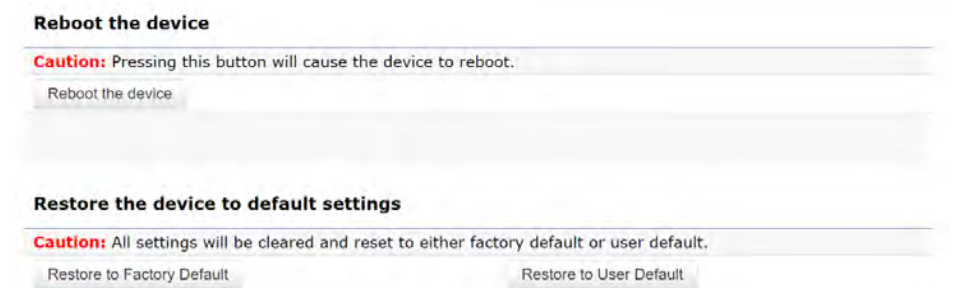 Reboot the device
Caution: Pressing this button will cause the device to reboot.
Reboot the device
Restore the device to default settings
Caution: All settings will be cleared and reset to either factory default or user default.
Restore to Factory Default Restore to User Default